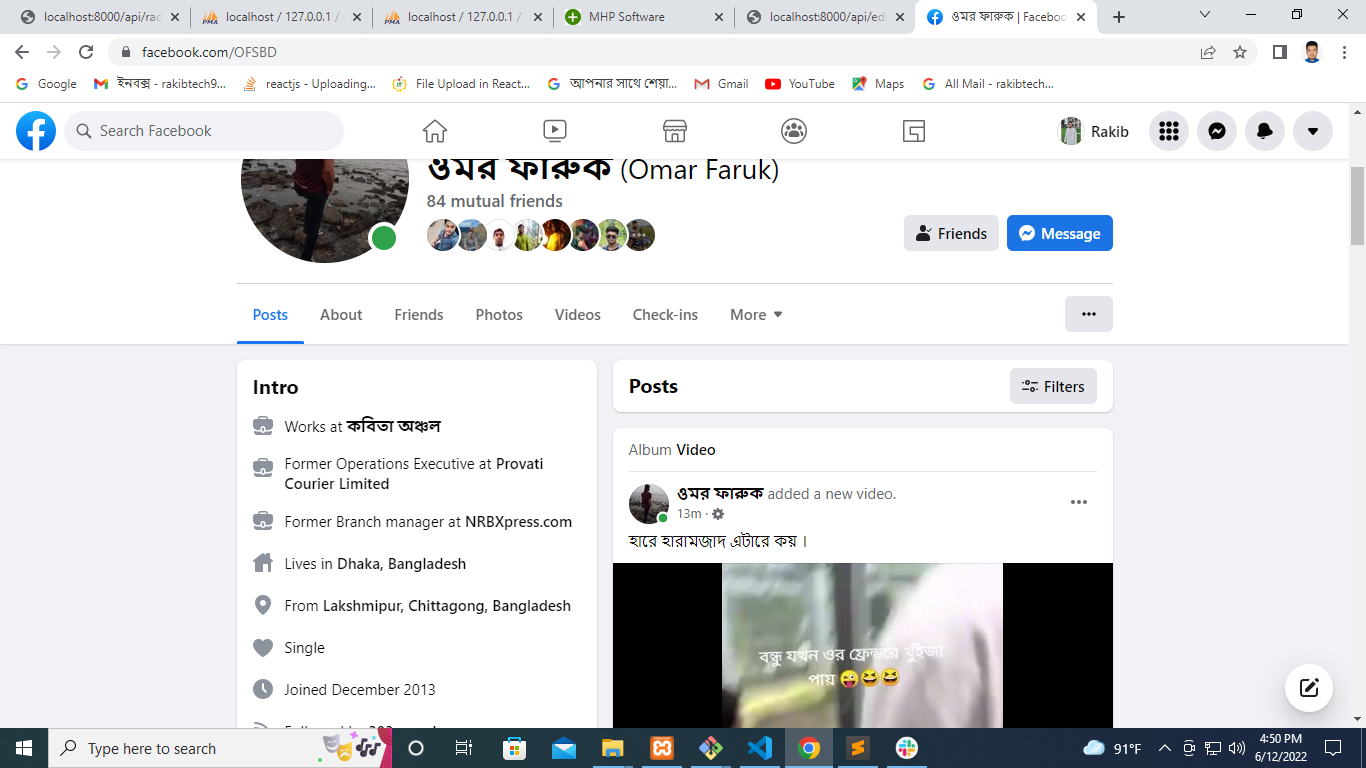 localhost:8000/api/rad
localhost / 127.0.0.1 /
localhost / 127.0.0.1 /
MHP Software
localhost:8000/api/edi
ওমর ফারুক | Faceboo
facebook.com/OFSBD
Google
ইনবক্স - rakibtech9...
reactjs - Uploading...
File Upload in React...
আপনার সাথে শেয়া...
Gmail
YouTube
Maps
All Mail - rakibtech...
Search Facebook
Rakib
ওমর ফারুক (Omar Faruk)
84 mutual friends
Friends
Message
Posts
About
Friends
Photos
Videos
Check-ins
More
Intro
Works at কবিতা অঞ্চল
Former Operations Executive at Provati
Courier Limited
Former Branch manager at NRBXpress.com
Lives in Dhaka, Bangladesh
From Lakshmipur, Chittagong, Bangladesh
Single
Joined December 2013
Posts
Filters
Album Video
ওমর ফারুক added a new video.
13m ·
হারে হারামজাদ এটারে কয় ।
বন্ধু যখন ওর ফ্রেন্ডরে খুঁইজা
পায় 😜😆😆
Type here to search
91°F
4:50 PM
6/12/2022